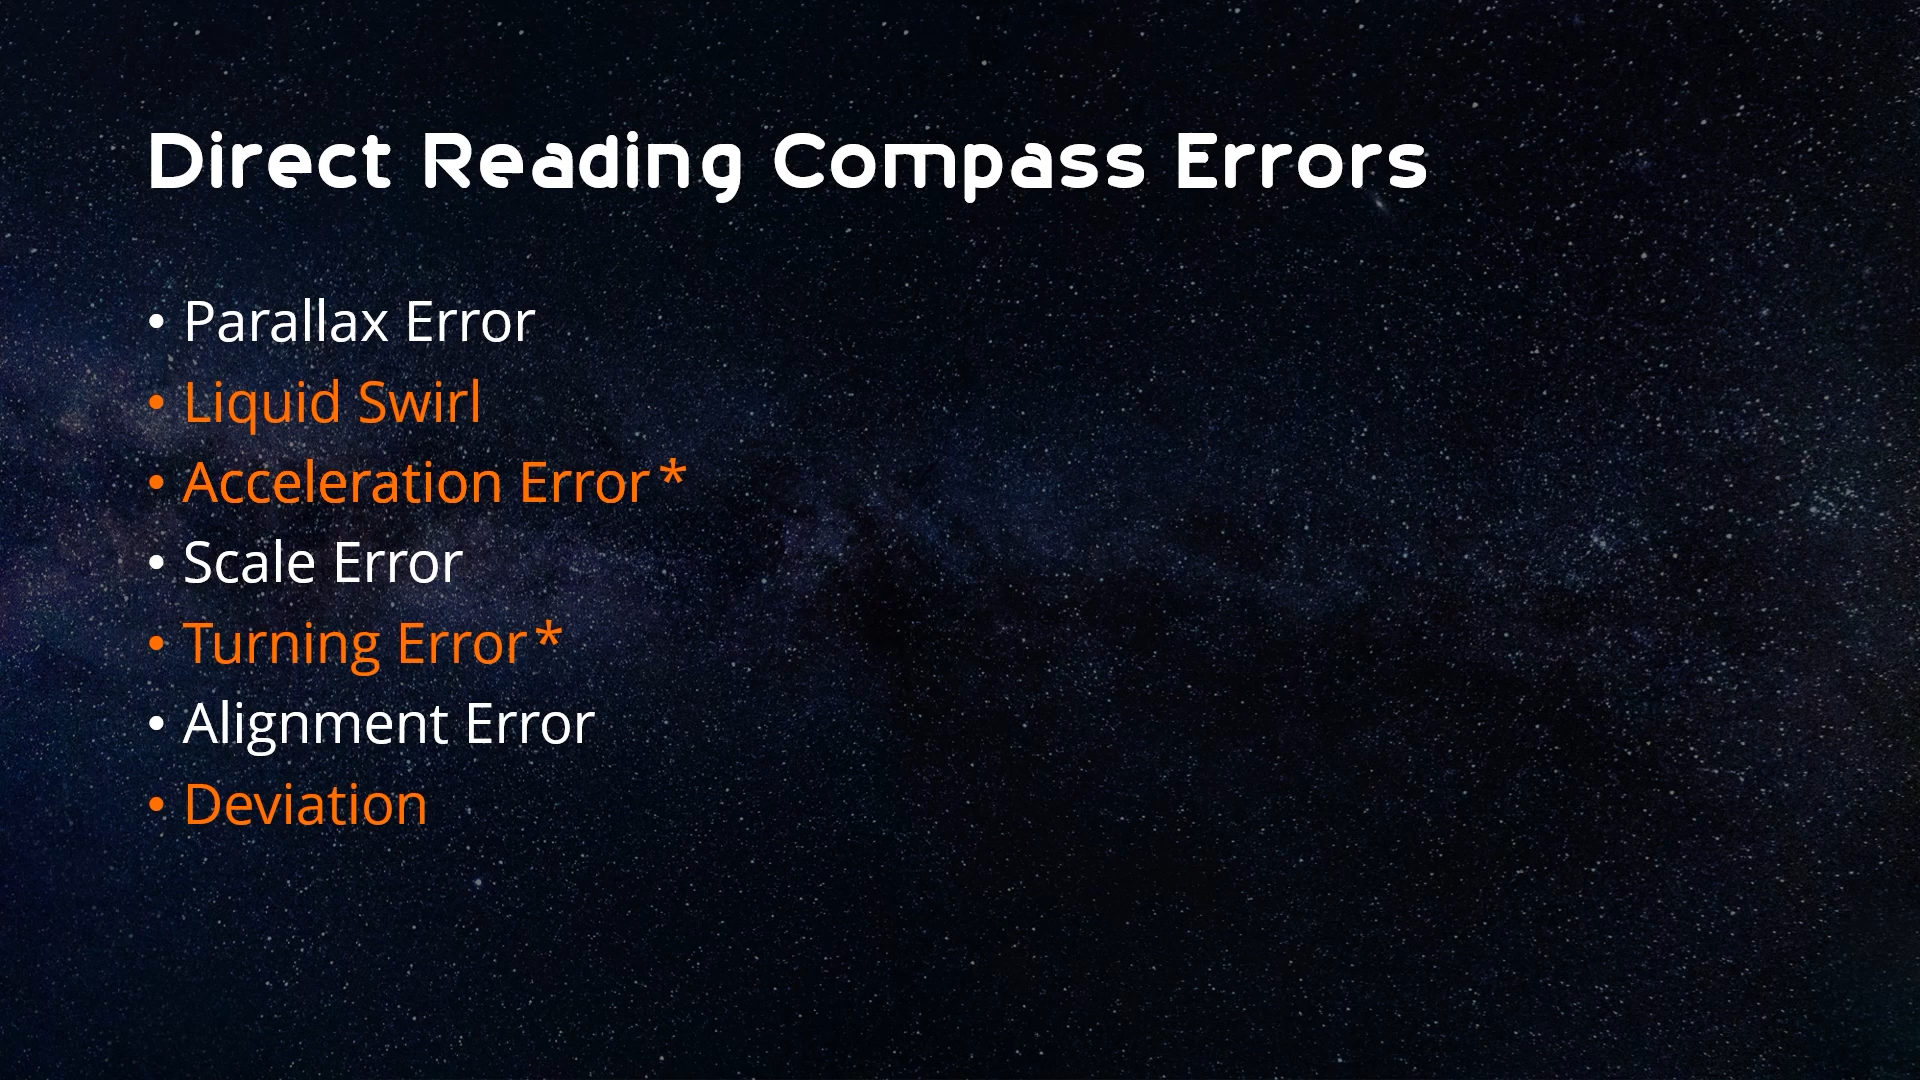 Direct Reading Compass Errors
• Parallax Error
• Liquid Swirl
• Acceleration Error *
• Scale Error
• Turning Error *
• Alignment Error
• Deviation